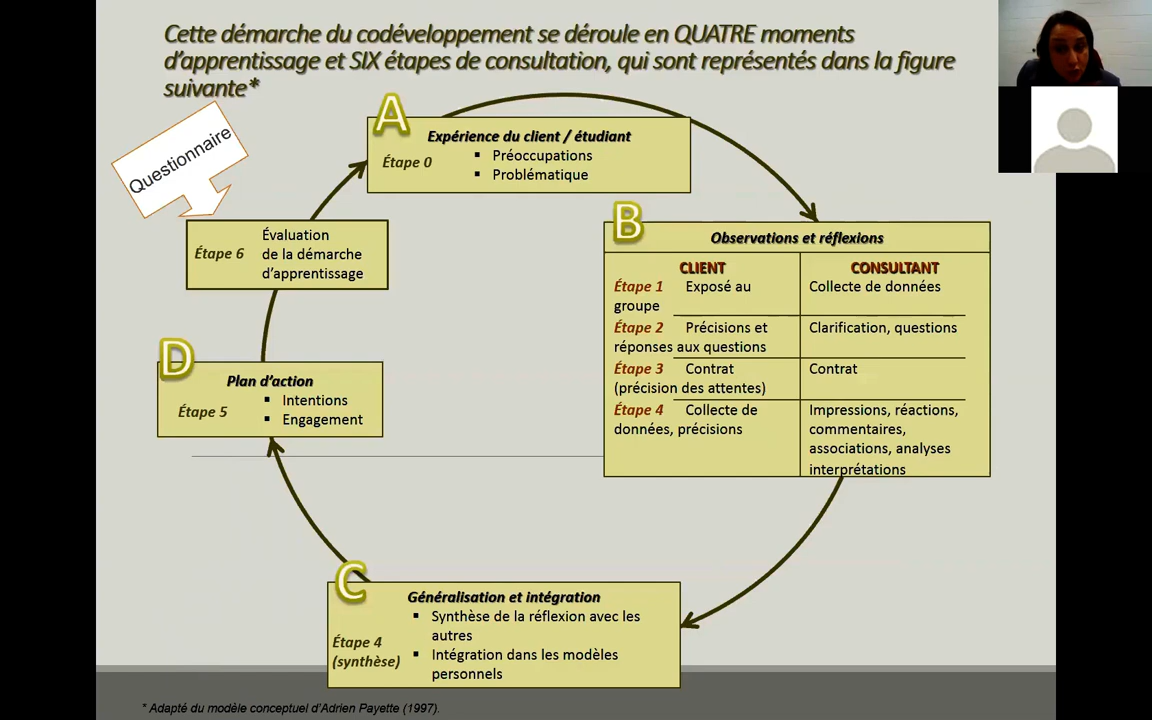 Cette démarche du codéveloppement se déroule en QUATRE moments
d'apprentissage et SIX étapes de consultation, qui sont représentés dans la figure
suivante*
Questionnaire
A
Expérience du client / étudiant
Étape 0
▪ Préoccupations
▪ Problématique
B
Observations et réflexions
CLIENT
CONSULTANT
Étape 1 Exposé au
groupe
Collecte de données
Étape 2 Précisions et
réponses aux questions
Clarification, questions
Étape 3 Contrat
(précision des attentes)
Contrat
Étape 4 Collecte de
données, précisions
Impressions, réactions,
commentaires,
associations, analyses
interprétations
C
Généralisation et intégration
Étape 4
(synthèse)
▪ Synthèse de la réflexion avec les
autres
▪ Intégration dans les modèles
personnels
D
Plan d'action
Étape 5
▪ Intentions
▪ Engagement
Étape 6
Évaluation
de la démarche
d'apprentissage
* Adapté du modèle conceptuel d'Adrien Payette (1997).